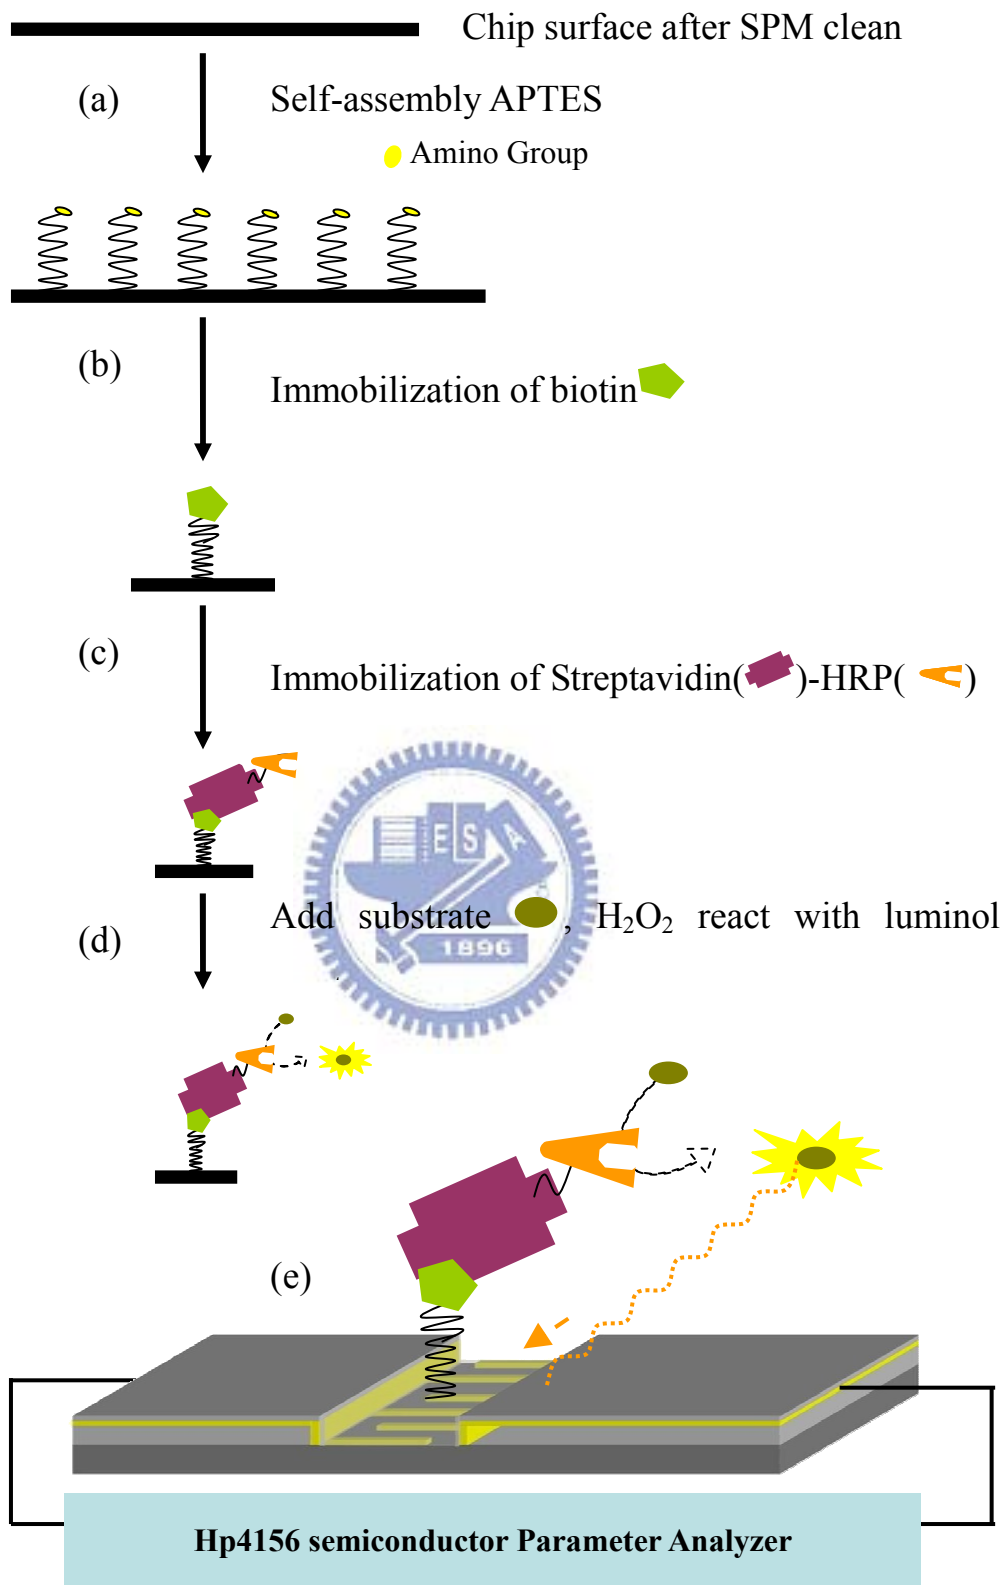 Chip surface after SPM clean
(a)
Self-assembly APTES
Amino Group
(b)
Immobilization of biotin
(c)
Immobilization of Streptavidin( )-HRP( )
E S A
(d)
Add substrate , H₂O₂ react with luminol
1896
(e)
Hp4156 semiconductor Parameter Analyzer